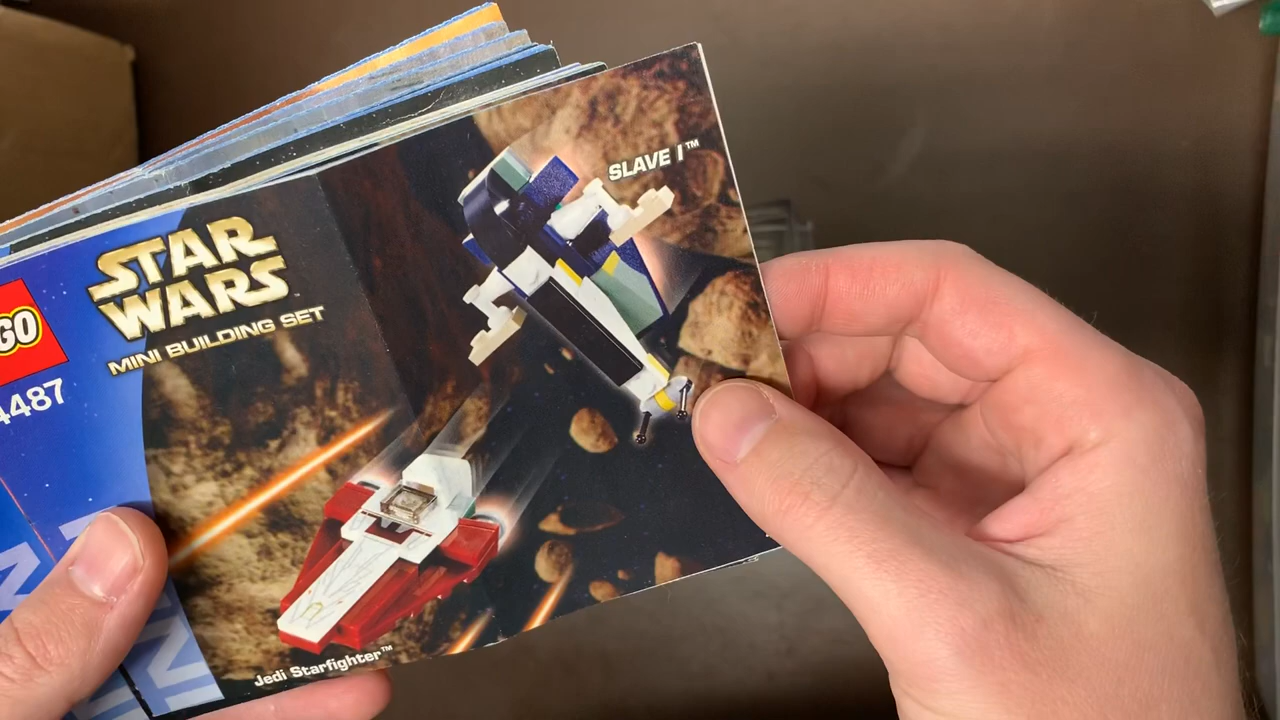 STAR
WARS
MINI BUILDING SET
GO
4487
SLAVE I™
Jedi Starfighter™